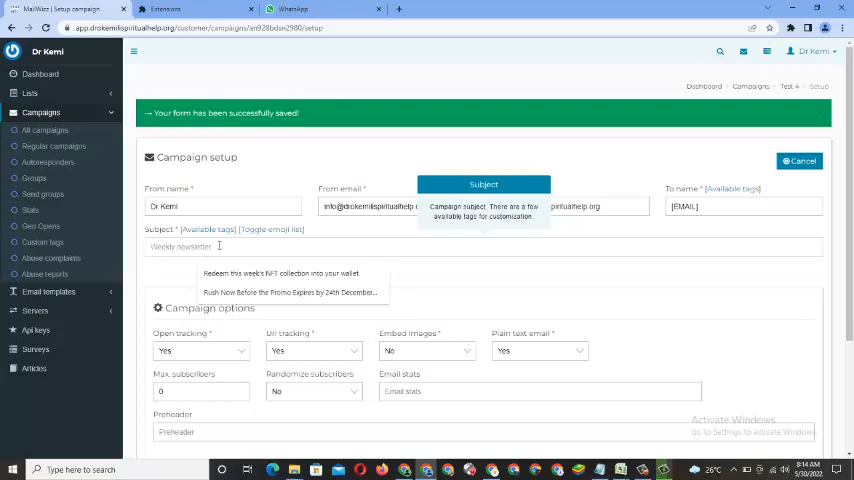 MailWizz | Setup campaign
Extensions
WhatsApp
app.drokemilispiritualhelp.org/customer/campaigns/an928bdsn2980/setup
Dr Kemi
Dr Kemi
Dashboard
Lists
Campaigns
All campaigns
Regular campaigns
Autoresponders
Groups
Send groups
Stats
Geo Opens
Custom tags
Abuse complaints
Abuse reports
Email templates
Servers
Api keys
Surveys
Articles
Dashboard Campaigns Test 4 Setup
→ Your form has been successfully saved!
Campaign setup
Cancel
From name *
From email *
To name * [Available tags]
Dr Kemi
info@drokemilispiritualhelp.
spiritualhelp.org
[EMAIL]
Subject
Campaign subject. There are a few
available tags for customization.
Subject * [Available tags] [Toggle emoji list]
Weekly newsletter
Redeem this week's NFT collection into your wallet
Rush Now Before the Promo Expires by 24th December...
Campaign options
Open tracking * Url tracking * Embed images * Plain text email *
Yes Yes No Yes
Max. subscribers Randomize subscribers Email stats
0 No Email stats
Preheader
Preheader
Activate Windows
Go to Settings to activate Windows.
Type here to search
26°C
8:14 AM
5/30/2022